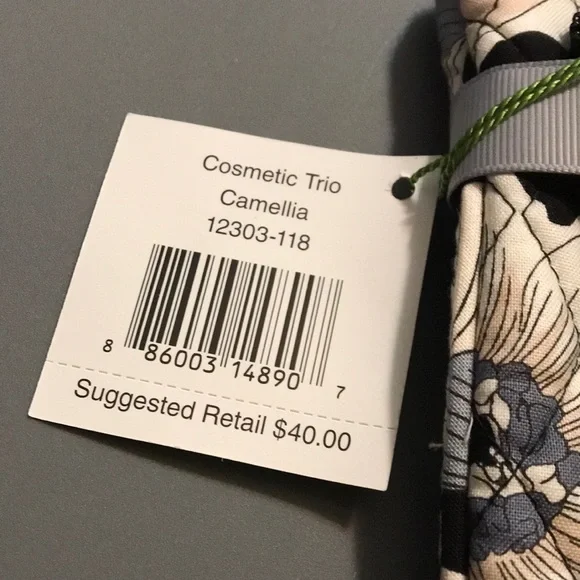 Cosmetic Trio
Camellia
12303-118
8 86003 14890 7
Suggested Retail $40.00